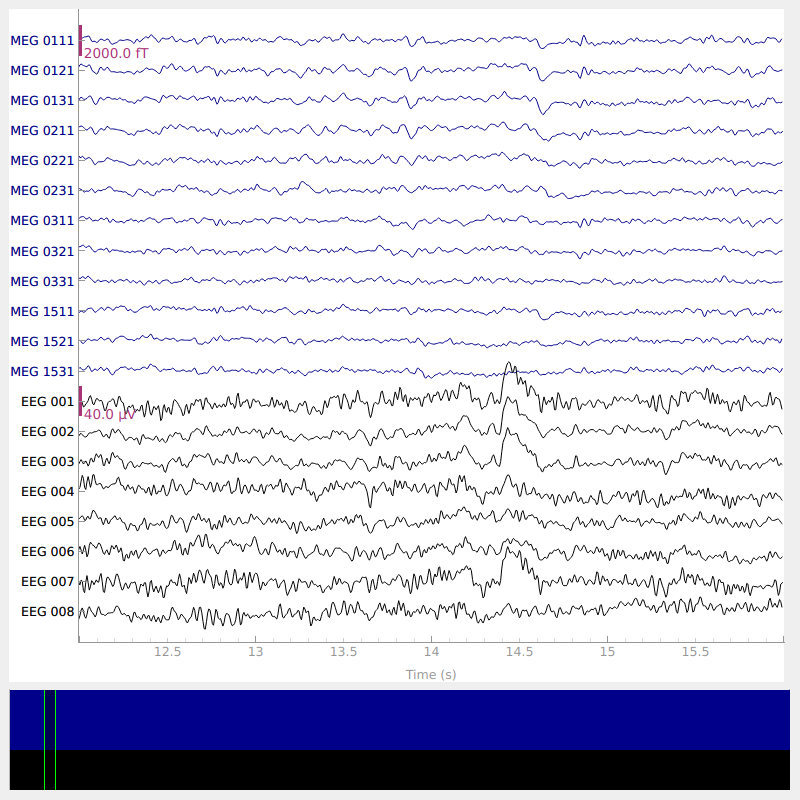 MEG 0111
2000.0 fT
MEG 0121
MEG 0131
MEG 0211
MEG 0221
MEG 0231
MEG 0311
MEG 0321
MEG 0331
MEG 1511
MEG 1521
MEG 1531
EEG 001
40.0 µV
EEG 002
EEG 003
EEG 004
EEG 005
EEG 006
EEG 007
EEG 008
12.5 13 13.5 14 14.5 15 15.5
Time (s)